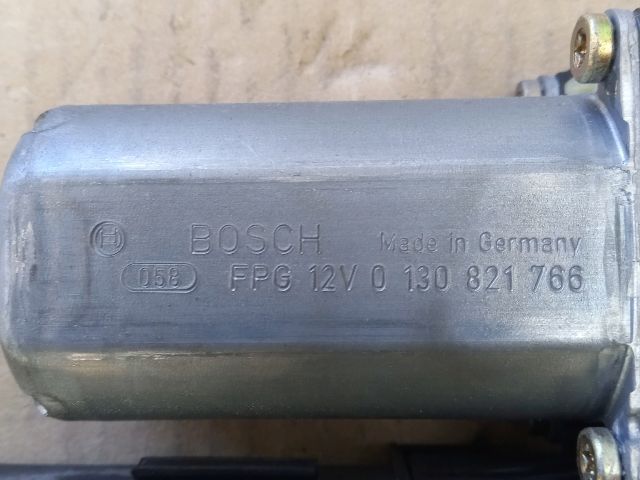 BOSCH Made in Germany
058 FPG 12V 0 130 821 766